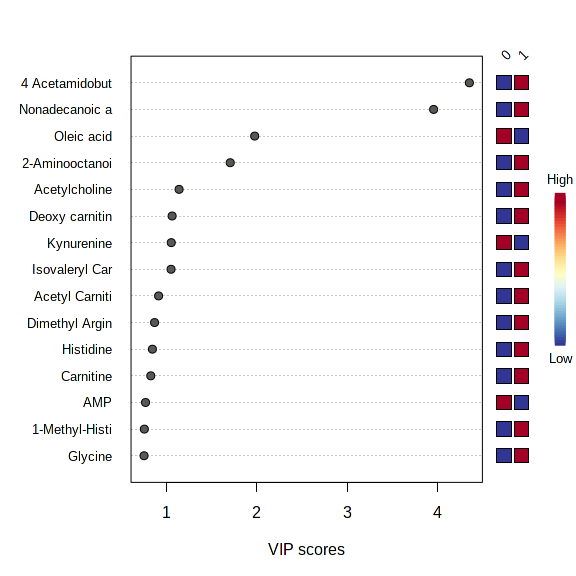 0 1
4 Acetamidobut
Nonadecanoic a
Oleic acid
2-Aminooctanoi
Acetylcholine
Deoxy carnitin
Kynurenine
Isovaleryl Car
Acetyl Carniti
Dimethyl Argin
Histidine
Carnitine
AMP
1-Methyl-Histi
Glycine
High
Low
1 2 3 4
VIP scores